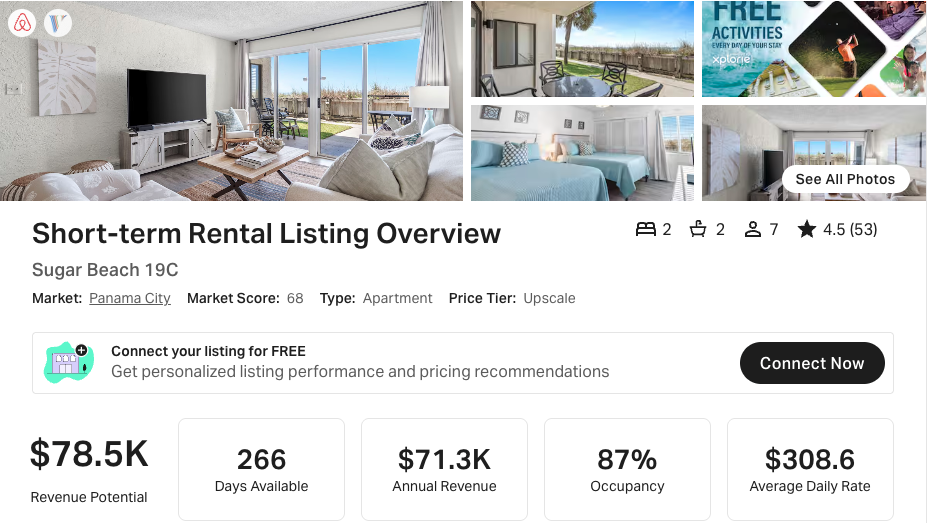 FREE
ACTIVITIES
EVERY DAY OF YOUR STAY
xplorie
See All Photos
Short-term Rental Listing Overview
2 2 7 4.5 (53)
Sugar Beach 19C
Market: Panama City Market Score: 68 Type: Apartment Price Tier: Upscale
Connect your listing for FREE
Get personalized listing performance and pricing recommendations
Connect Now
$78.5K
Revenue Potential
266
Days Available
$71.3K
Annual Revenue
87%
Occupancy
$308.6
Average Daily Rate